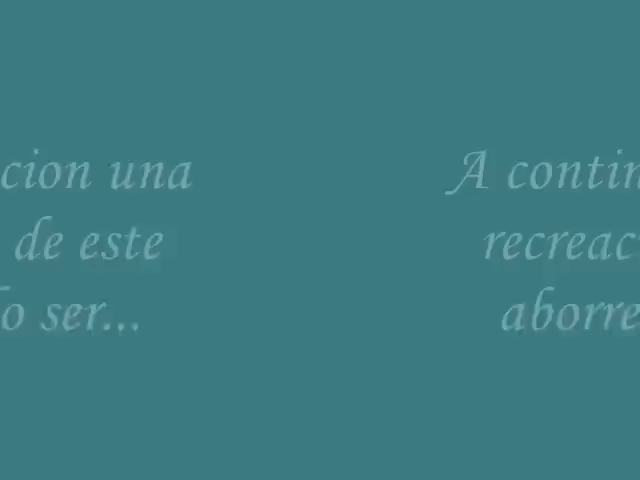 cion una
de este
o ser...
A contin
recreac
aborre